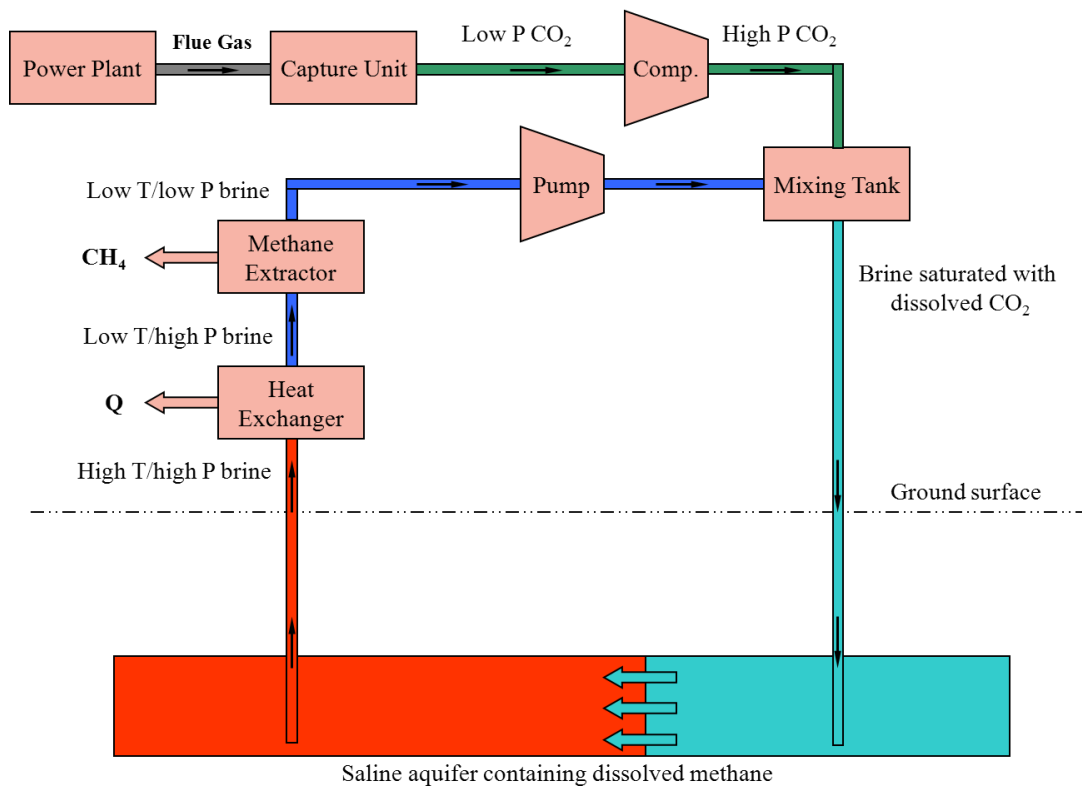 Power Plant
Flue Gas
Capture Unit
Low P CO₂
Comp.
High P CO₂
Low T/low P brine
Pump
Mixing Tank
CH₄
Methane
Extractor
Brine saturated with
dissolved CO₂
Low T/high P brine
Q
Heat
Exchanger
High T/high P brine
Ground surface
Saline aquifer containing dissolved methane